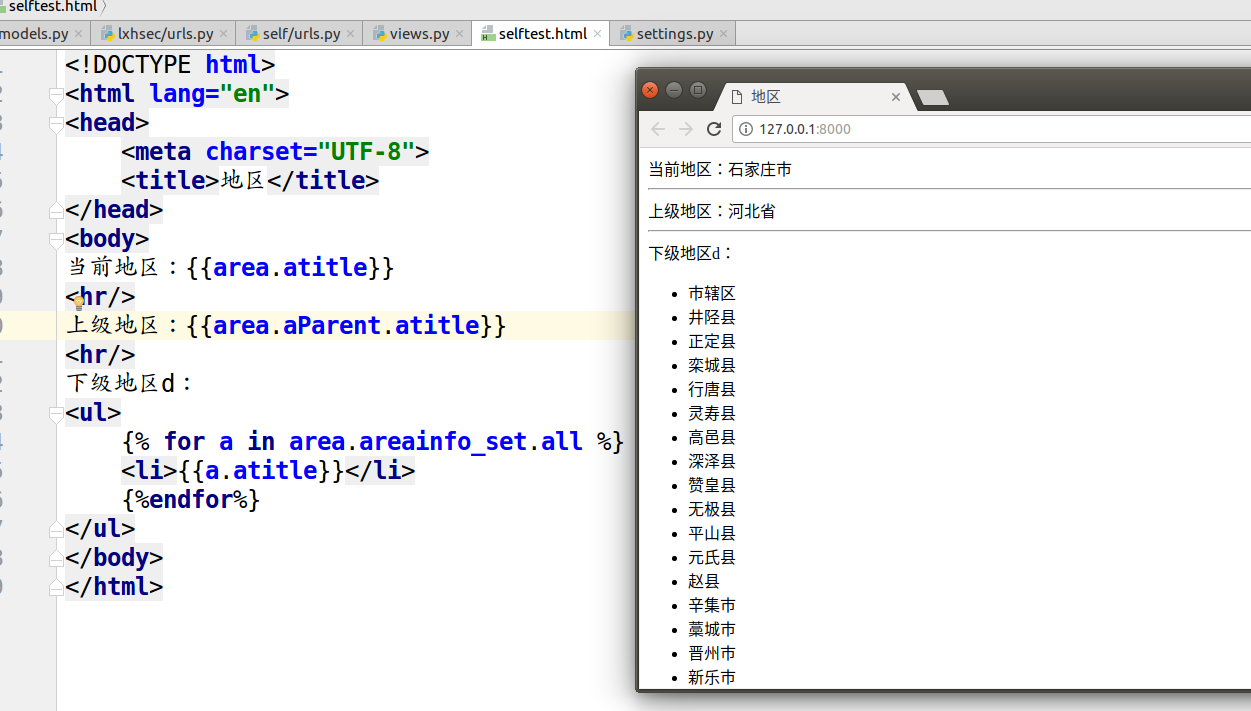 selftest.html
models.py
lxhsec/urls.py
self/urls.py
views.py
selftest.html
settings.py
<!DOCTYPE html>
<html lang="en">
<head>
<meta charset="UTF-8">
<title>地区</title>
</head>
<body>
当前地区：{{area.atitle}}
<hr/>
上级地区：{{area.aParent.atitle}}
<hr/>
下级地区d：
<ul>
{% for a in area.areainfo_set.all %}
<li>{{a.atitle}}</li>
{%endfor%}
</ul>
</body>
</html>
地区
127.0.0.1:8000
当前地区：石家庄市
上级地区：河北省
下级地区d：
市辖区
井陉县
正定县
栾城县
行唐县
灵寿县
高邑县
深泽县
赞皇县
无极县
平山县
元氏县
赵县
辛集市
藁城市
晋州市
新乐市